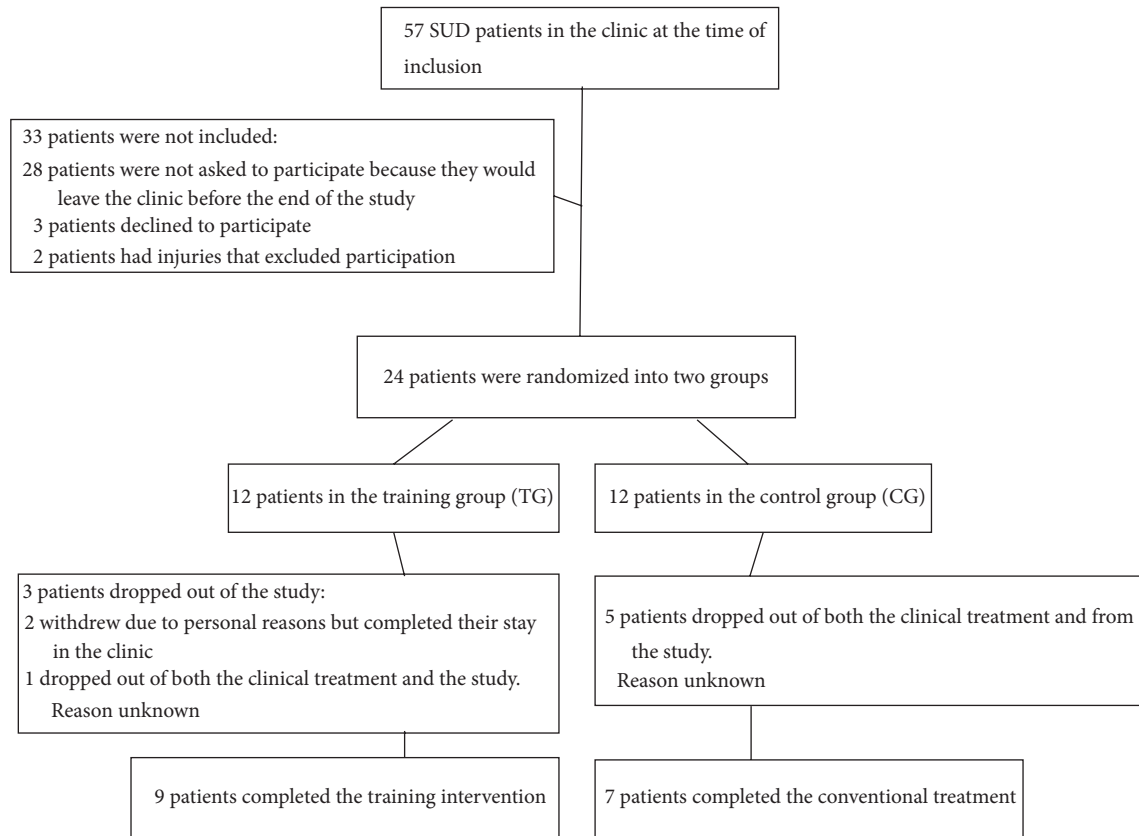 57 SUD patients in the clinic at the time of
inclusion
33 patients were not included:
28 patients were not asked to participate because they would
leave the clinic before the end of the study
3 patients declined to participate
2 patients had injuries that excluded participation
24 patients were randomized into two groups
12 patients in the training group (TG)
12 patients in the control group (CG)
3 patients dropped out of the study:
2 withdrew due to personal reasons but completed their stay
in the clinic
1 dropped out of both the clinical treatment and the study.
Reason unknown
5 patients dropped out of both the clinical treatment and from
the study.
Reason unknown
9 patients completed the training intervention
7 patients completed the conventional treatment